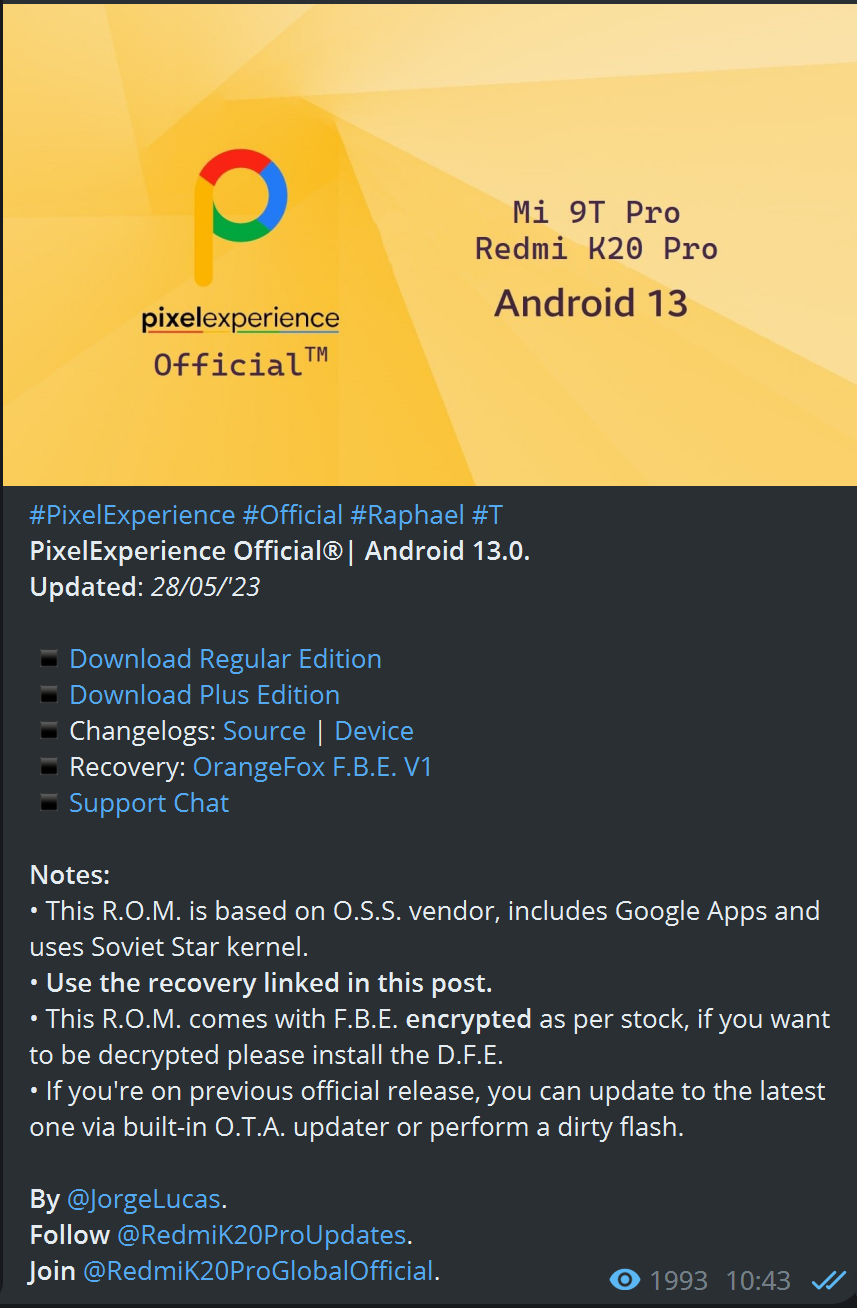 Mi 9T Pro
Redmi K20 Pro
Android 13
pixelexperience
Official™
#PixelExperience #Official #Raphael #T
PixelExperience Official®| Android 13.0.
Updated: 28/05/'23
▪ Download Regular Edition
▪ Download Plus Edition
▪ Changelogs: Source | Device
▪ Recovery: OrangeFox F.B.E. V1
▪ Support Chat
Notes:
• This R.O.M. is based on O.S.S. vendor, includes Google Apps and
uses Soviet Star kernel.
• Use the recovery linked in this post.
• This R.O.M. comes with F.B.E. encrypted as per stock, if you want
to be decrypted please install the D.F.E.
• If you're on previous official release, you can update to the latest
one via built-in O.T.A. updater or perform a dirty flash.
By @JorgeLucas.
Follow @RedmiK20ProUpdates.
Join @RedmiK20ProGlobalOfficial.
1993 10:43